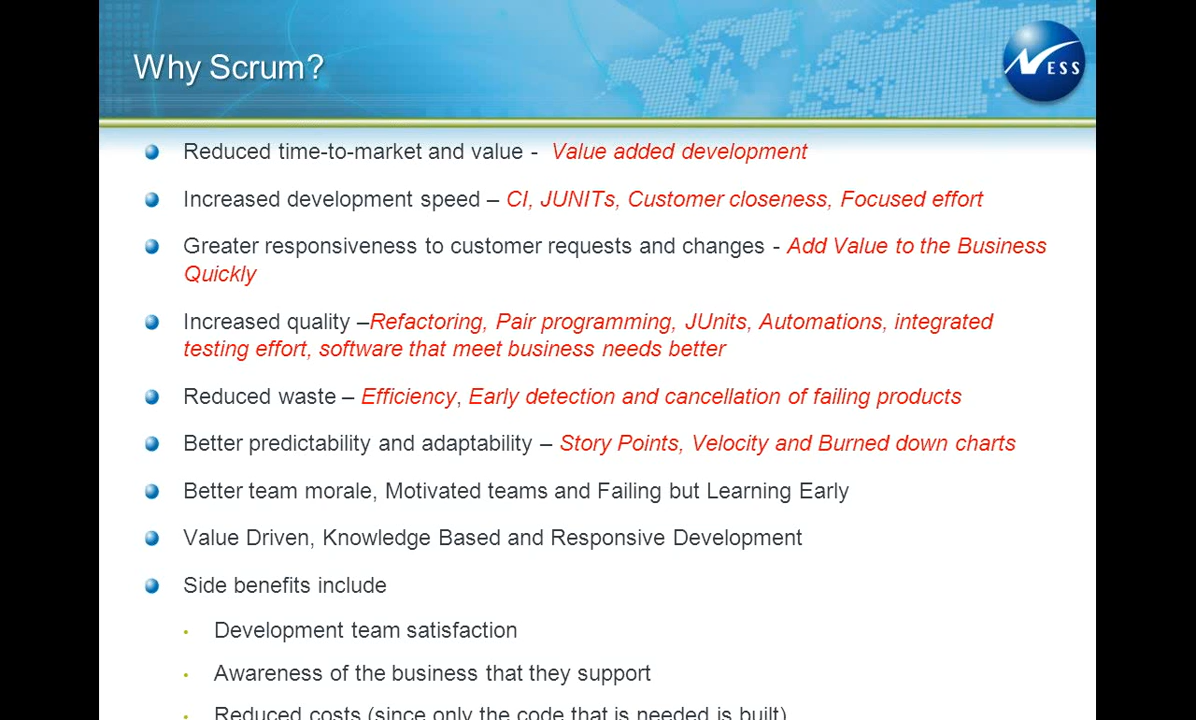 Why Scrum?
NESS
Reduced time-to-market and value - Value added development
Increased development speed – CI, JUNITs, Customer closeness, Focused effort
Greater responsiveness to customer requests and changes - Add Value to the Business
Quickly
Increased quality –Refactoring, Pair programming, JUnits, Automations, integrated
testing effort, software that meet business needs better
Reduced waste – Efficiency, Early detection and cancellation of failing products
Better predictability and adaptability – Story Points, Velocity and Burned down charts
Better team morale, Motivated teams and Failing but Learning Early
Value Driven, Knowledge Based and Responsive Development
Side benefits include
Development team satisfaction
Awareness of the business that they support
Reduced costs (since only the code that is needed is built)